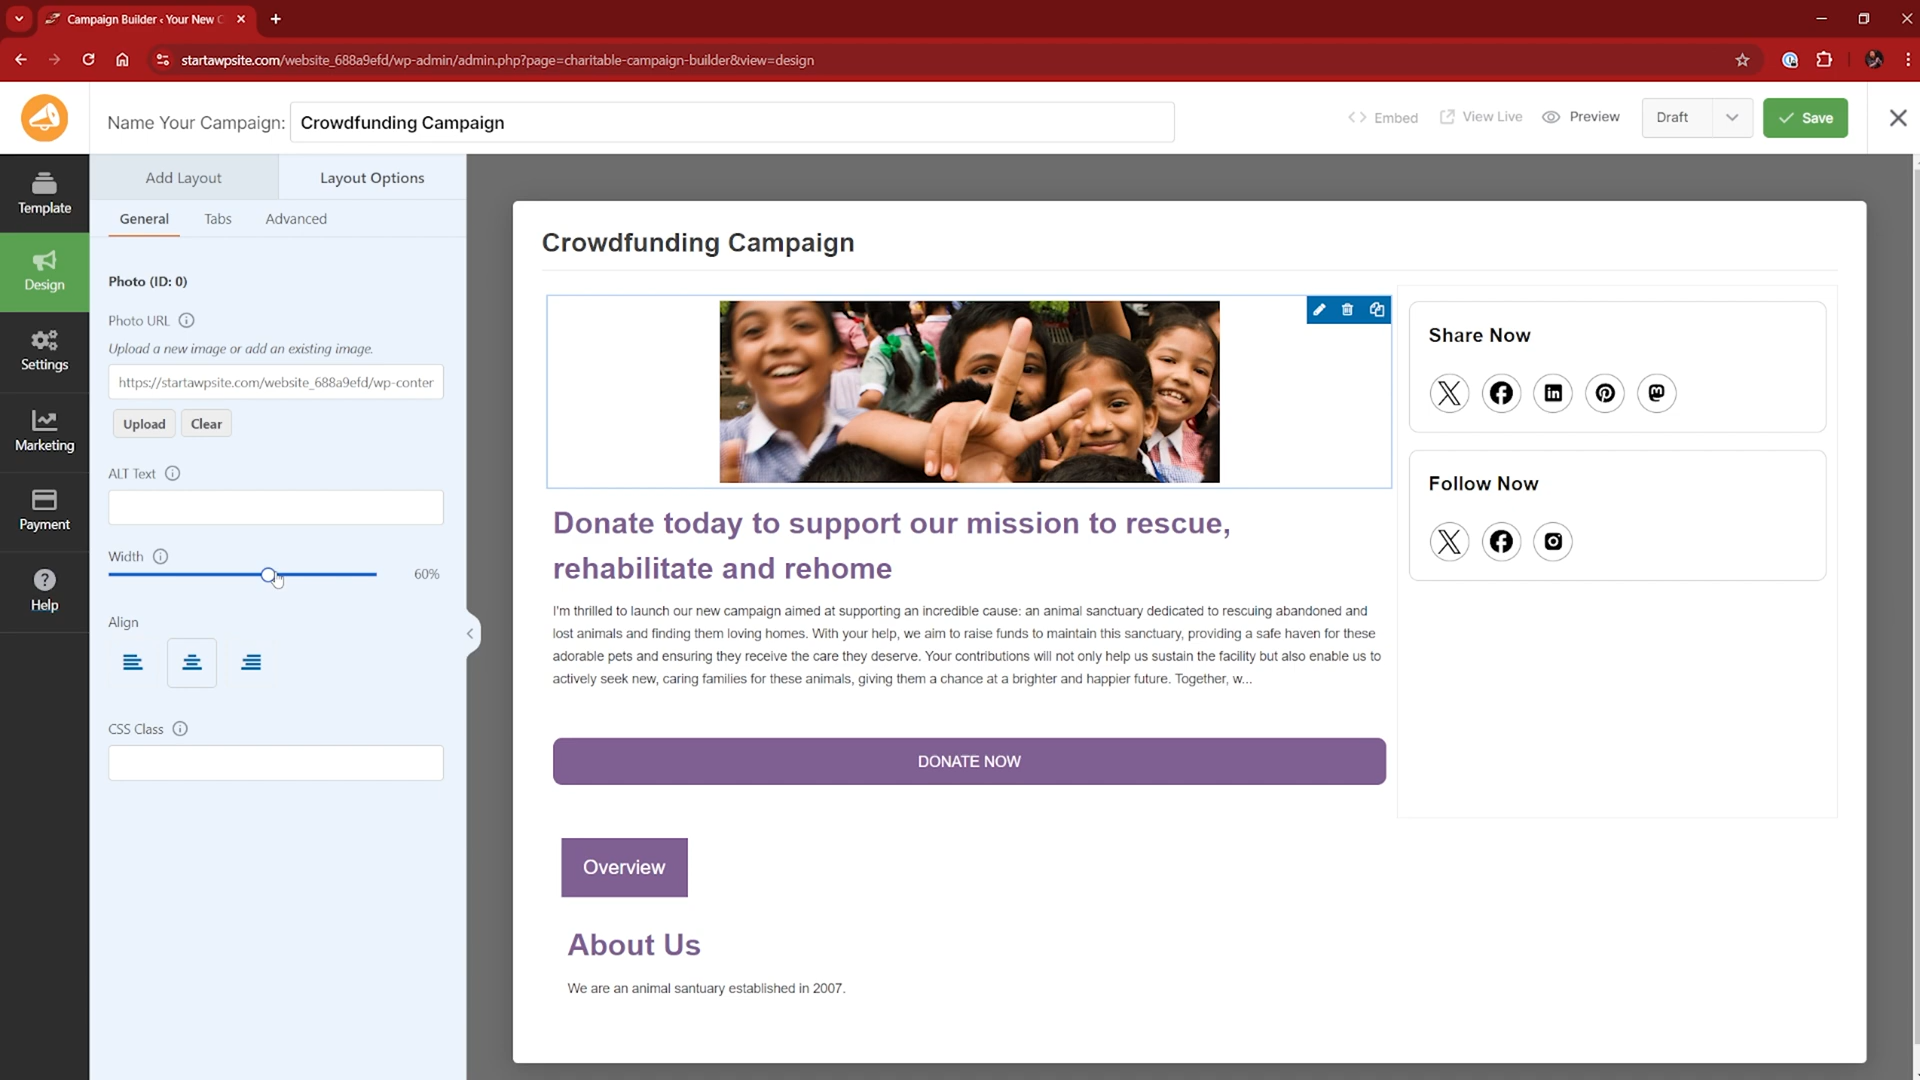 Campaign Builder ‹ Your New C
startawpsite.com/website_688a9efd/wp-admin/admin.php?page=charitable-campaign-builder&view=design
Name Your Campaign: Crowdfunding Campaign
Embed
View Live
Preview
Draft
Save
Template
Design
Settings
Marketing
Payment
Help
Add Layout
Layout Options
General
Tabs
Advanced
Photo (ID: 0)
Photo URL
Upload a new image or add an existing image.
https://startawpsite.com/website_688a9efd/wp-conter
Upload
Clear
ALT Text
Width
60%
Align
CSS Class
Crowdfunding Campaign
Donate today to support our mission to rescue,
rehabilitate and rehome
I'm thrilled to launch our new campaign aimed at supporting an incredible cause: an animal sanctuary dedicated to rescuing abandoned and
lost animals and finding them loving homes. With your help, we aim to raise funds to maintain this sanctuary, providing a safe haven for these
adorable pets and ensuring they receive the care they deserve. Your contributions will not only help us sustain the facility but also enable us to
actively seek new, caring families for these animals, giving them a chance at a brighter and happier future. Together, w...
DONATE NOW
Overview
About Us
We are an animal santuary established in 2007.
Share Now
Follow Now